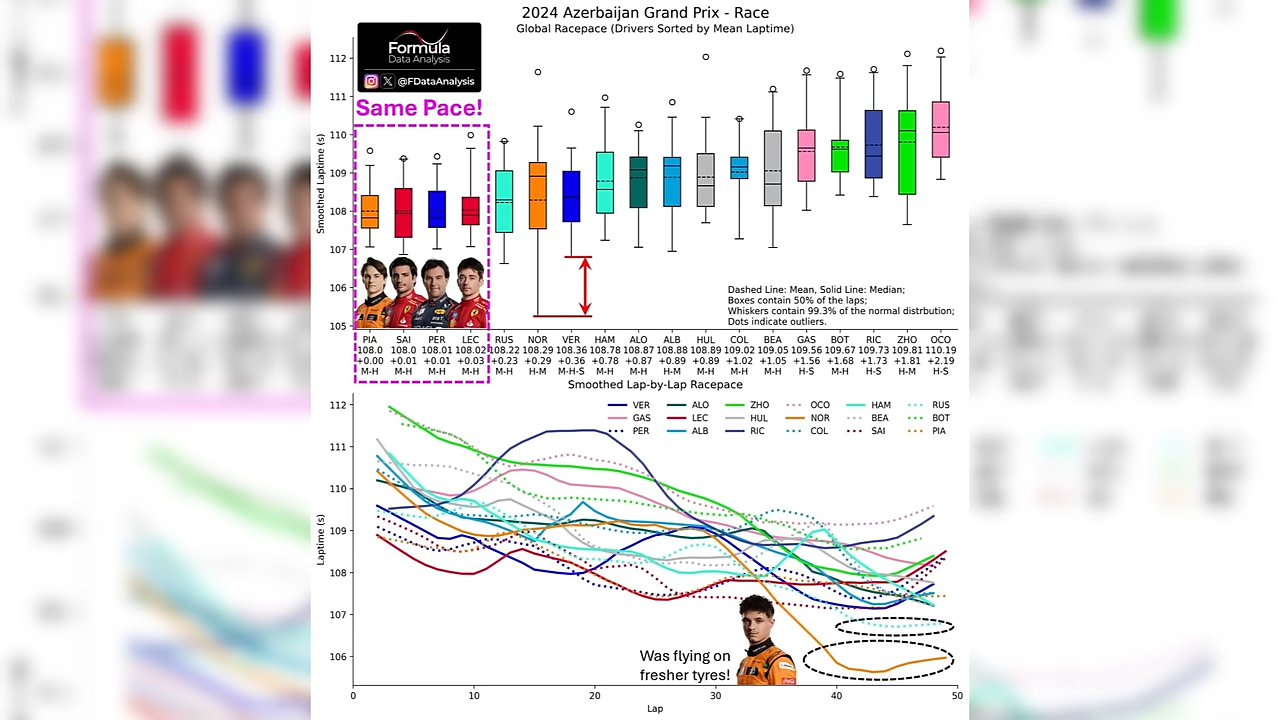 2024 Azerbaijan Grand Prix - Race
Global Racepace (Drivers Sorted by Mean Laptime)
Formula
Data Analysis
@FDataAnalysis
Same Pace!
Smoothed Laptime (s)
112
111
110
109
108
107
106
105
Dashed Line: Mean, Solid Line: Median;
Boxes contain 50% of the laps;
Whiskers contain 99.3% of the normal distrbution;
Dots indicate outliers.
PIA SAI PER LEC RUS NOR VER HAM ALO ALB HUL COL BEA GAS BOT RIC ZHO OCO
108.0 108.0 108.01 108.02 108.22 108.29 108.36 108.78 108.87 108.88 108.89 109.02 109.05 109.56 109.67 109.73 109.81 110.19
+0.00 +0.01 +0.01 +0.03 +0.23 +0.29 +0.36 +0.78 +0.87 +0.89 +0.89 +1.02 +1.05 +1.56 +1.68 +1.73 +1.81 +2.19
M-H M-H M-H M-H M-H H-M M-H-S M-H M-H H-M M-H M-H M-H H-S M-H H-S H-M H-S
Smoothed Lap-by-Lap Racepace
VER ALO ZHO OCO HAM RUS
GAS LEC HUL NOR BEA BOT
PER ALB RIC COL SAI PIA
Laptime (s)
112
111
110
109
108
107
106
Was flying on
fresher tyres!
0 10 20 30 40 50
Lap